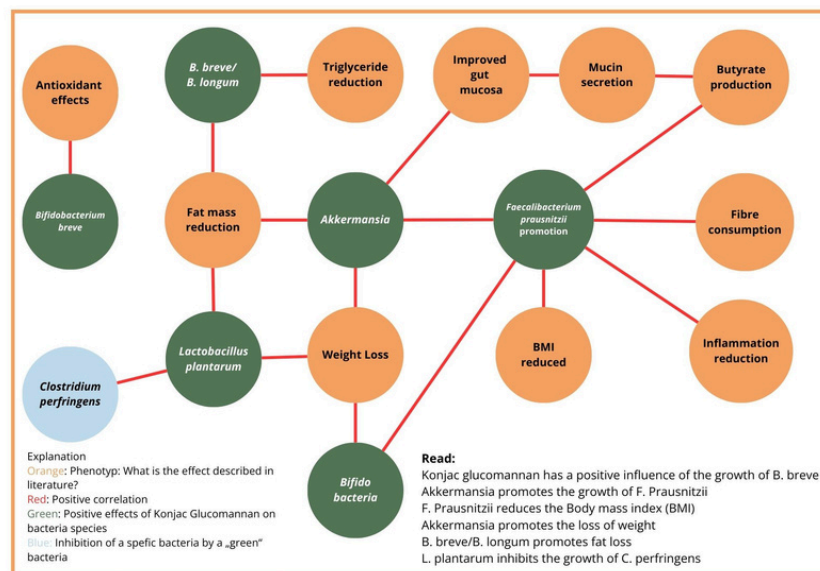 Antioxidant
effects
B. breve/
B. longum
Triglyceride
reduction
Improved
gut
mucosa
Mucin
secretion
Butyrate
production
Bifidobacterium
breve
Fat mass
reduction
Akkermansia
Faecalibacterium
prausnitzii
promotion
Fibre
consumption
Clostridium
perfringens
Lactobacillus
plantarum
Weight Loss
BMI
reduced
Inflammation
reduction
Bifido
bacteria
Explanation
Orange: Phenotyp: What is the effect described in
literature?
Red: Positive correlation
Green: Positive effects of Konjac Glucomannan on
bacteria species
Blue: Inhibition of a spefic bacteria by a „green“
bacteria
Read:
Konjac glucomannan has a positive influence of the growth of B. breve
Akkermansia promotes the growth of F. Prausnitzii
F. Prausnitzii reduces the Body mass index (BMI)
Akkermansia promotes the loss of weight
B. breve/B. longum promotes fat loss
L. plantarum inhibits the growth of C. perfringens